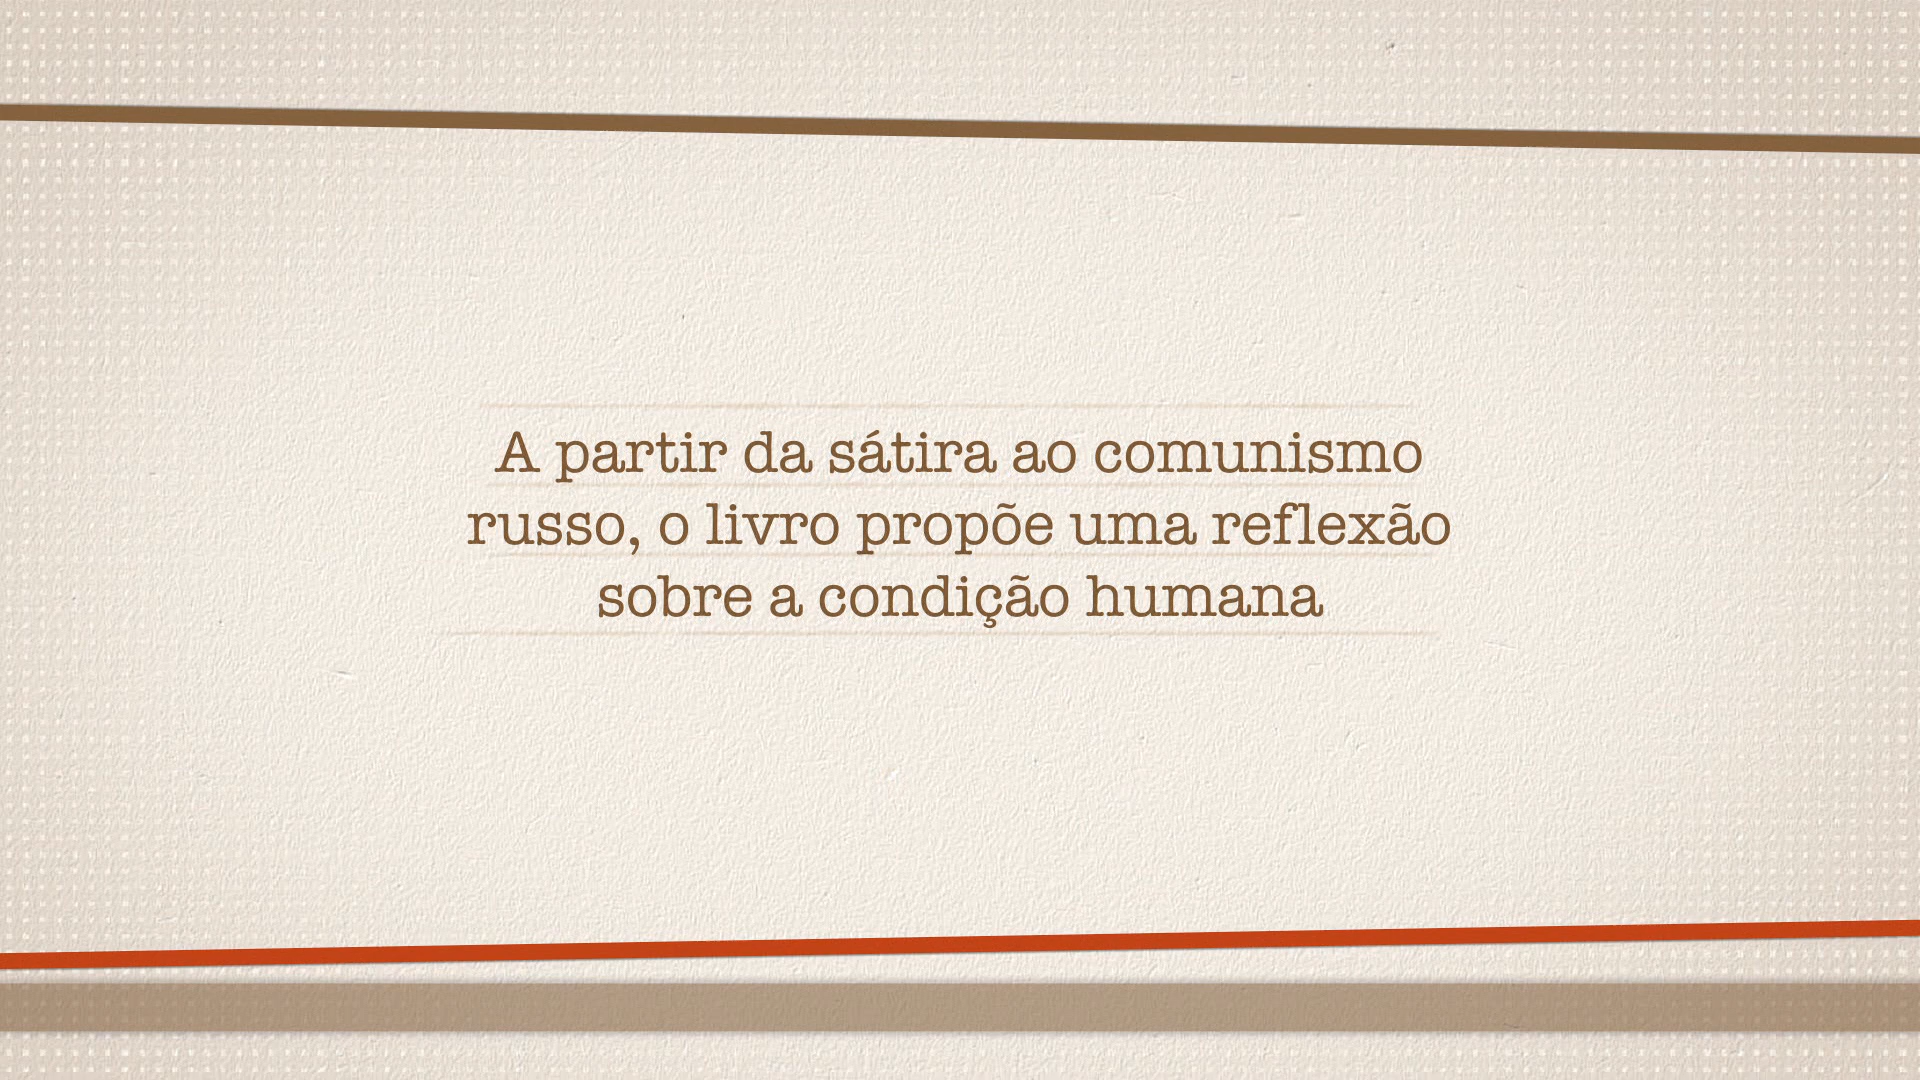 A partir da sátira ao comunismo
russo, o livro propõe uma reflexão
sobre a condição humana